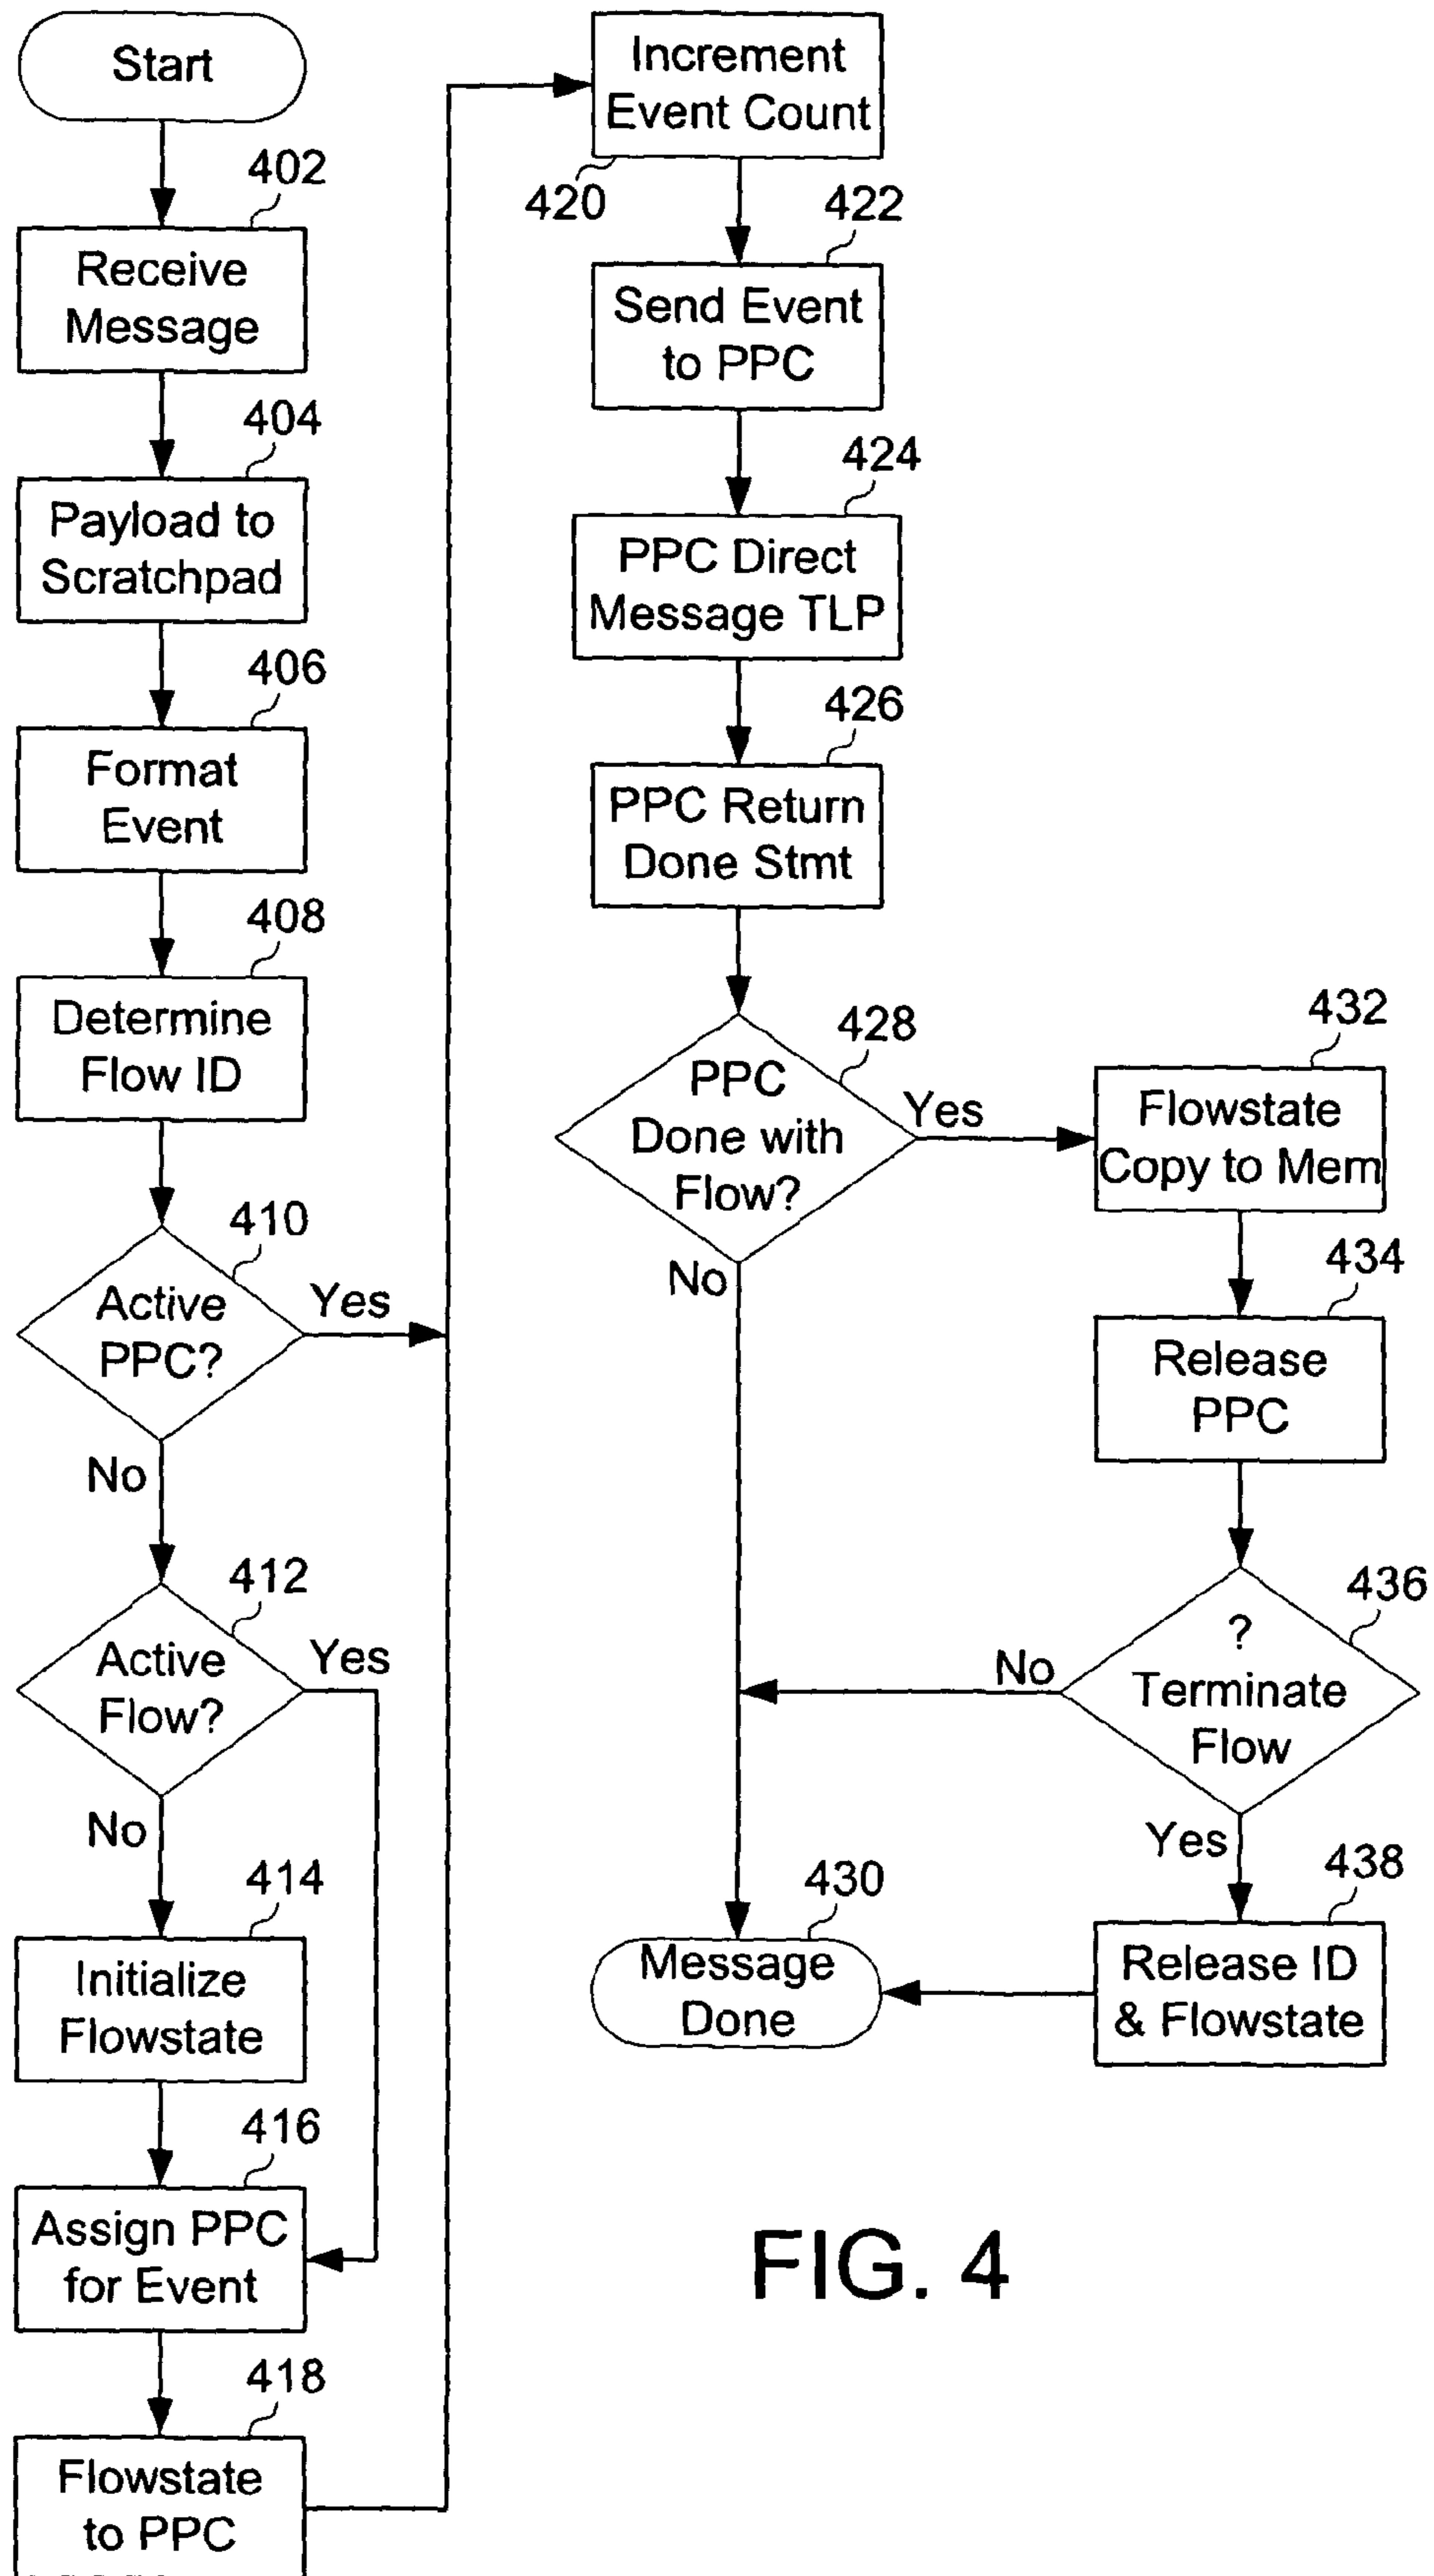 Start
402
Receive
Message
404
Payload to
Scratchpad
406
Format
Event
408
Determine
Flow ID
410
Active
PPC?
Yes
No
412
Active
Flow?
Yes
No
414
Initialize
Flowstate
416
Assign PPC
for Event
418
Flowstate
to PPC
Increment
Event Count
420
422
Send Event
to PPC
424
PPC Direct
Message TLP
426
PPC Return
Done Stmt
428
PPC
Done with
Flow?
Yes
No
432
Flowstate
Copy to Mem
434
Release
PPC
436
?
Terminate
Flow
No
Yes
438
Release ID
& Flowstate
430
Message
Done
FIG. 4